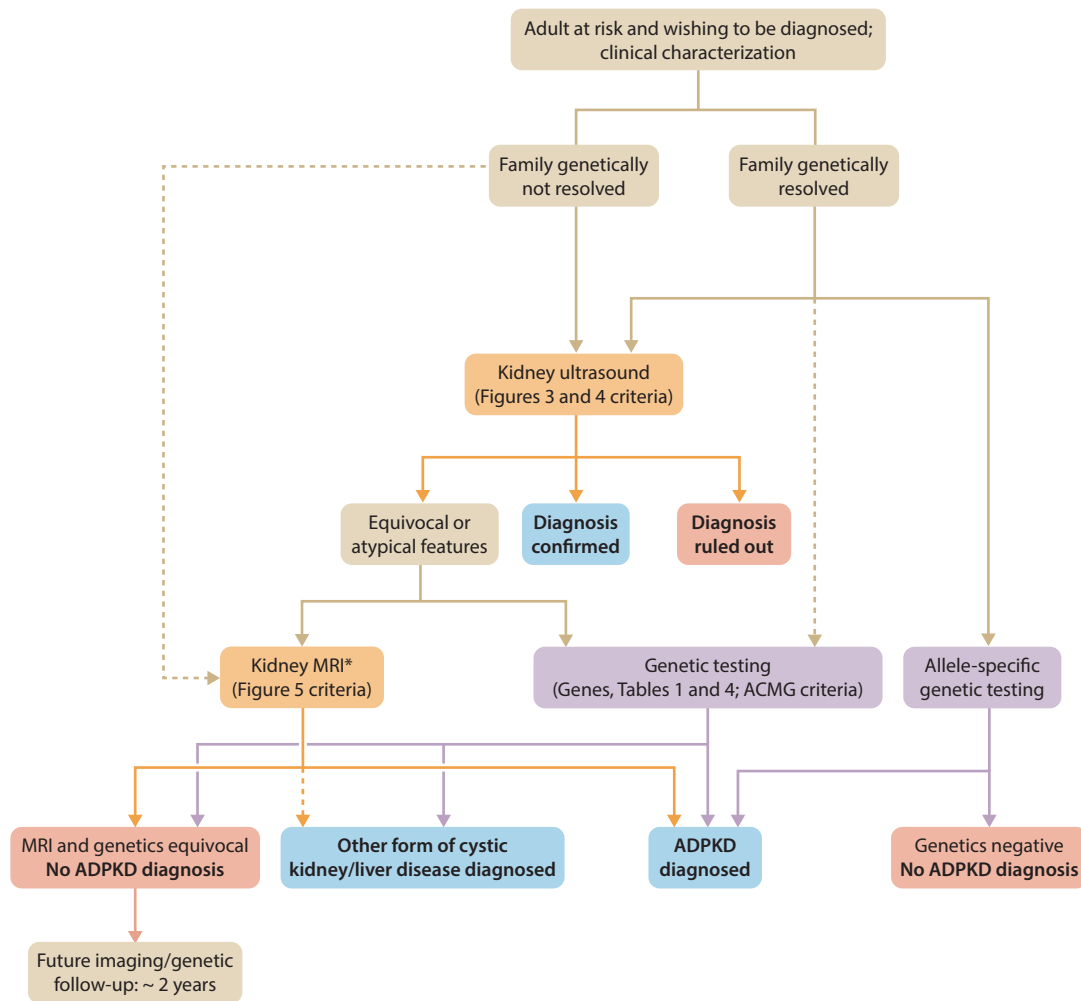 Adult at risk and wishing to be diagnosed;
clinical characterization
Family genetically
not resolved
Family genetically
resolved
Kidney ultrasound
(Figures 3 and 4 criteria)
Equivocal or
atypical features
Diagnosis
confirmed
Diagnosis
ruled out
Kidney MRI*
(Figure 5 criteria)
Genetic testing
(Genes, Tables 1 and 4; ACMG criteria)
Allele-specific
genetic testing
MRI and genetics equivocal
No ADPKD diagnosis
Other form of cystic
kidney/liver disease diagnosed
ADPKD
diagnosed
Genetics negative
No ADPKD diagnosis
Future imaging/genetic
follow-up: ~ 2 years